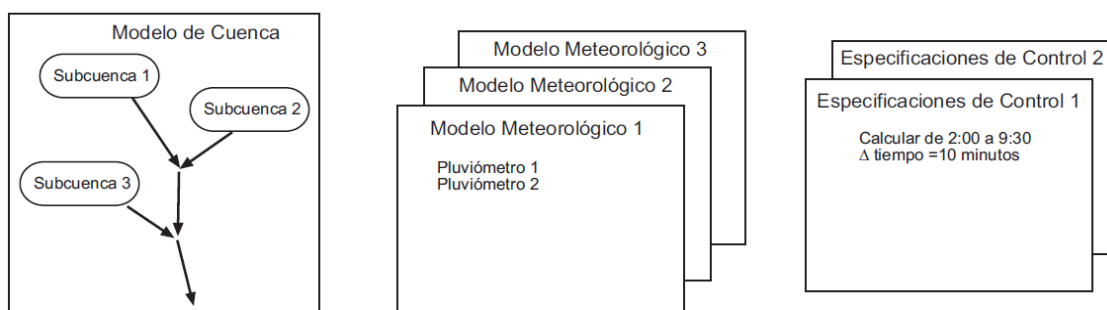 Modelo de Cuenca
Subcuenca 1
Subcuenca 2
Subcuenca 3
Modelo Meteorológico 3
Modelo Meteorológico 2
Modelo Meteorológico 1
Pluviómetro 1
Pluviómetro 2
Especificaciones de Control 2
Especificaciones de Control 1
Calcular de 2:00 a 9:30
Δ tiempo =10 minutos